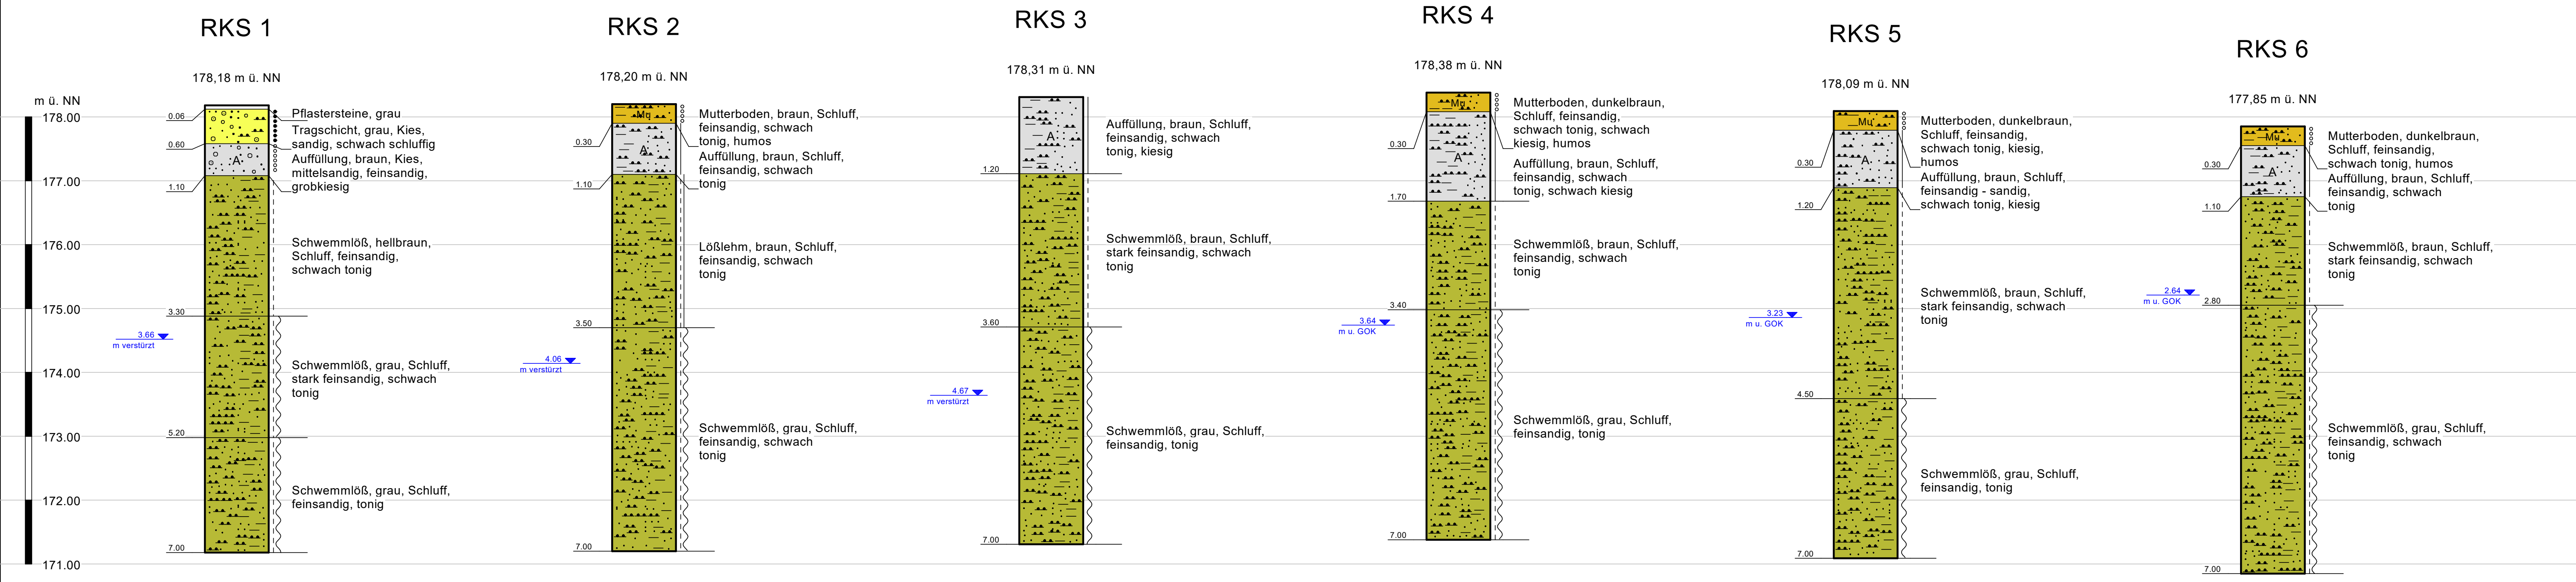 RKS 1
178,18 m ü. NN
m ü. NN
178.00
177.00
176.00
175.00
174.00
173.00
172.00
171.00
0.06
0.60
1.10
3.30
3.66
m verstürzt
5.20
7.00
A
Pflastersteine, grau
Tragschicht, grau, Kies,
sandig, schwach schluffig
Auffüllung, braun, Kies,
mittelsandig, feinsandig,
grobkiesig
Schwemmlöß, hellbraun,
Schluff, feinsandig,
schwach tonig
Schwemmlöß, grau, Schluff,
stark feinsandig, schwach
tonig
Schwemmlöß, grau, Schluff,
feinsandig, tonig
RKS 2
178,20 m ü. NN
0.30
1.10
3.50
4.06
m verstürzt
7.00
Mu
A
Mutterboden, braun, Schluff,
feinsandig, schwach
tonig, humos
Auffüllung, braun, Schluff,
feinsandig, schwach
tonig
Lößlehm, braun, Schluff,
feinsandig, schwach
tonig
Schwemmlöß, grau, Schluff,
feinsandig, schwach
tonig
RKS 3
178,31 m ü. NN
1.20
3.60
4.67
m verstürzt
7.00
A
Auffüllung, braun, Schluff,
feinsandig, schwach
tonig, kiesig
Schwemmlöß, braun, Schluff,
stark feinsandig, schwach
tonig
Schwemmlöß, grau, Schluff,
feinsandig, tonig
RKS 4
178,38 m ü. NN
0.30
1.70
3.40
3.64
m u. GOK
7.00
Mu
A
Mutterboden, dunkelbraun,
Schluff, feinsandig,
schwach tonig, schwach
kiesig, humos
Auffüllung, braun, Schluff,
feinsandig, schwach
tonig, schwach kiesig
Schwemmlöß, braun, Schluff,
feinsandig, schwach
tonig
Schwemmlöß, grau, Schluff,
feinsandig, tonig
RKS 5
178,09 m ü. NN
0.30
1.20
3.23
m u. GOK
4.50
7.00
Mu
A
Mutterboden, dunkelbraun,
Schluff, feinsandig,
schwach tonig, kiesig,
humos
Auffüllung, braun, Schluff,
feinsandig - sandig,
schwach tonig, kiesig
Schwemmlöß, braun, Schluff,
stark feinsandig, schwach
tonig
Schwemmlöß, grau, Schluff,
feinsandig, tonig
RKS 6
177,85 m ü. NN
0.30
1.10
2.64
m u. GOK
2.80
7.00
Mu
A
Mutterboden, dunkelbraun,
Schluff, feinsandig,
schwach tonig, humos
Auffüllung, braun, Schluff,
feinsandig, schwach
tonig
Schwemmlöß, braun, Schluff,
stark feinsandig, schwach
tonig
Schwemmlöß, grau, Schluff,
feinsandig, schwach
tonig